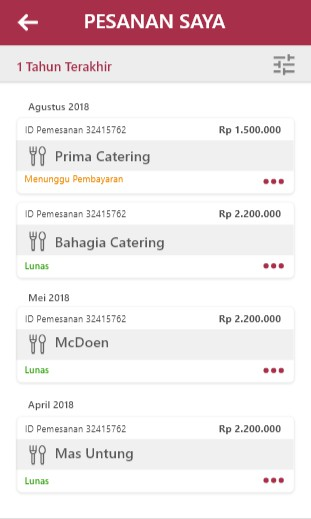 PESANAN SAYA
1 Tahun Terakhir
Agustus 2018
ID Pemesanan 32415762 Rp 1.500.000
Prima Catering
Menunggu Pembayaran
ID Pemesanan 32415762 Rp 2.200.000
Bahagia Catering
Lunas
Mei 2018
ID Pemesanan 32415762 Rp 2.200.000
McDoen
Lunas
April 2018
ID Pemesanan 32415762 Rp 2.200.000
Mas Untung
Lunas